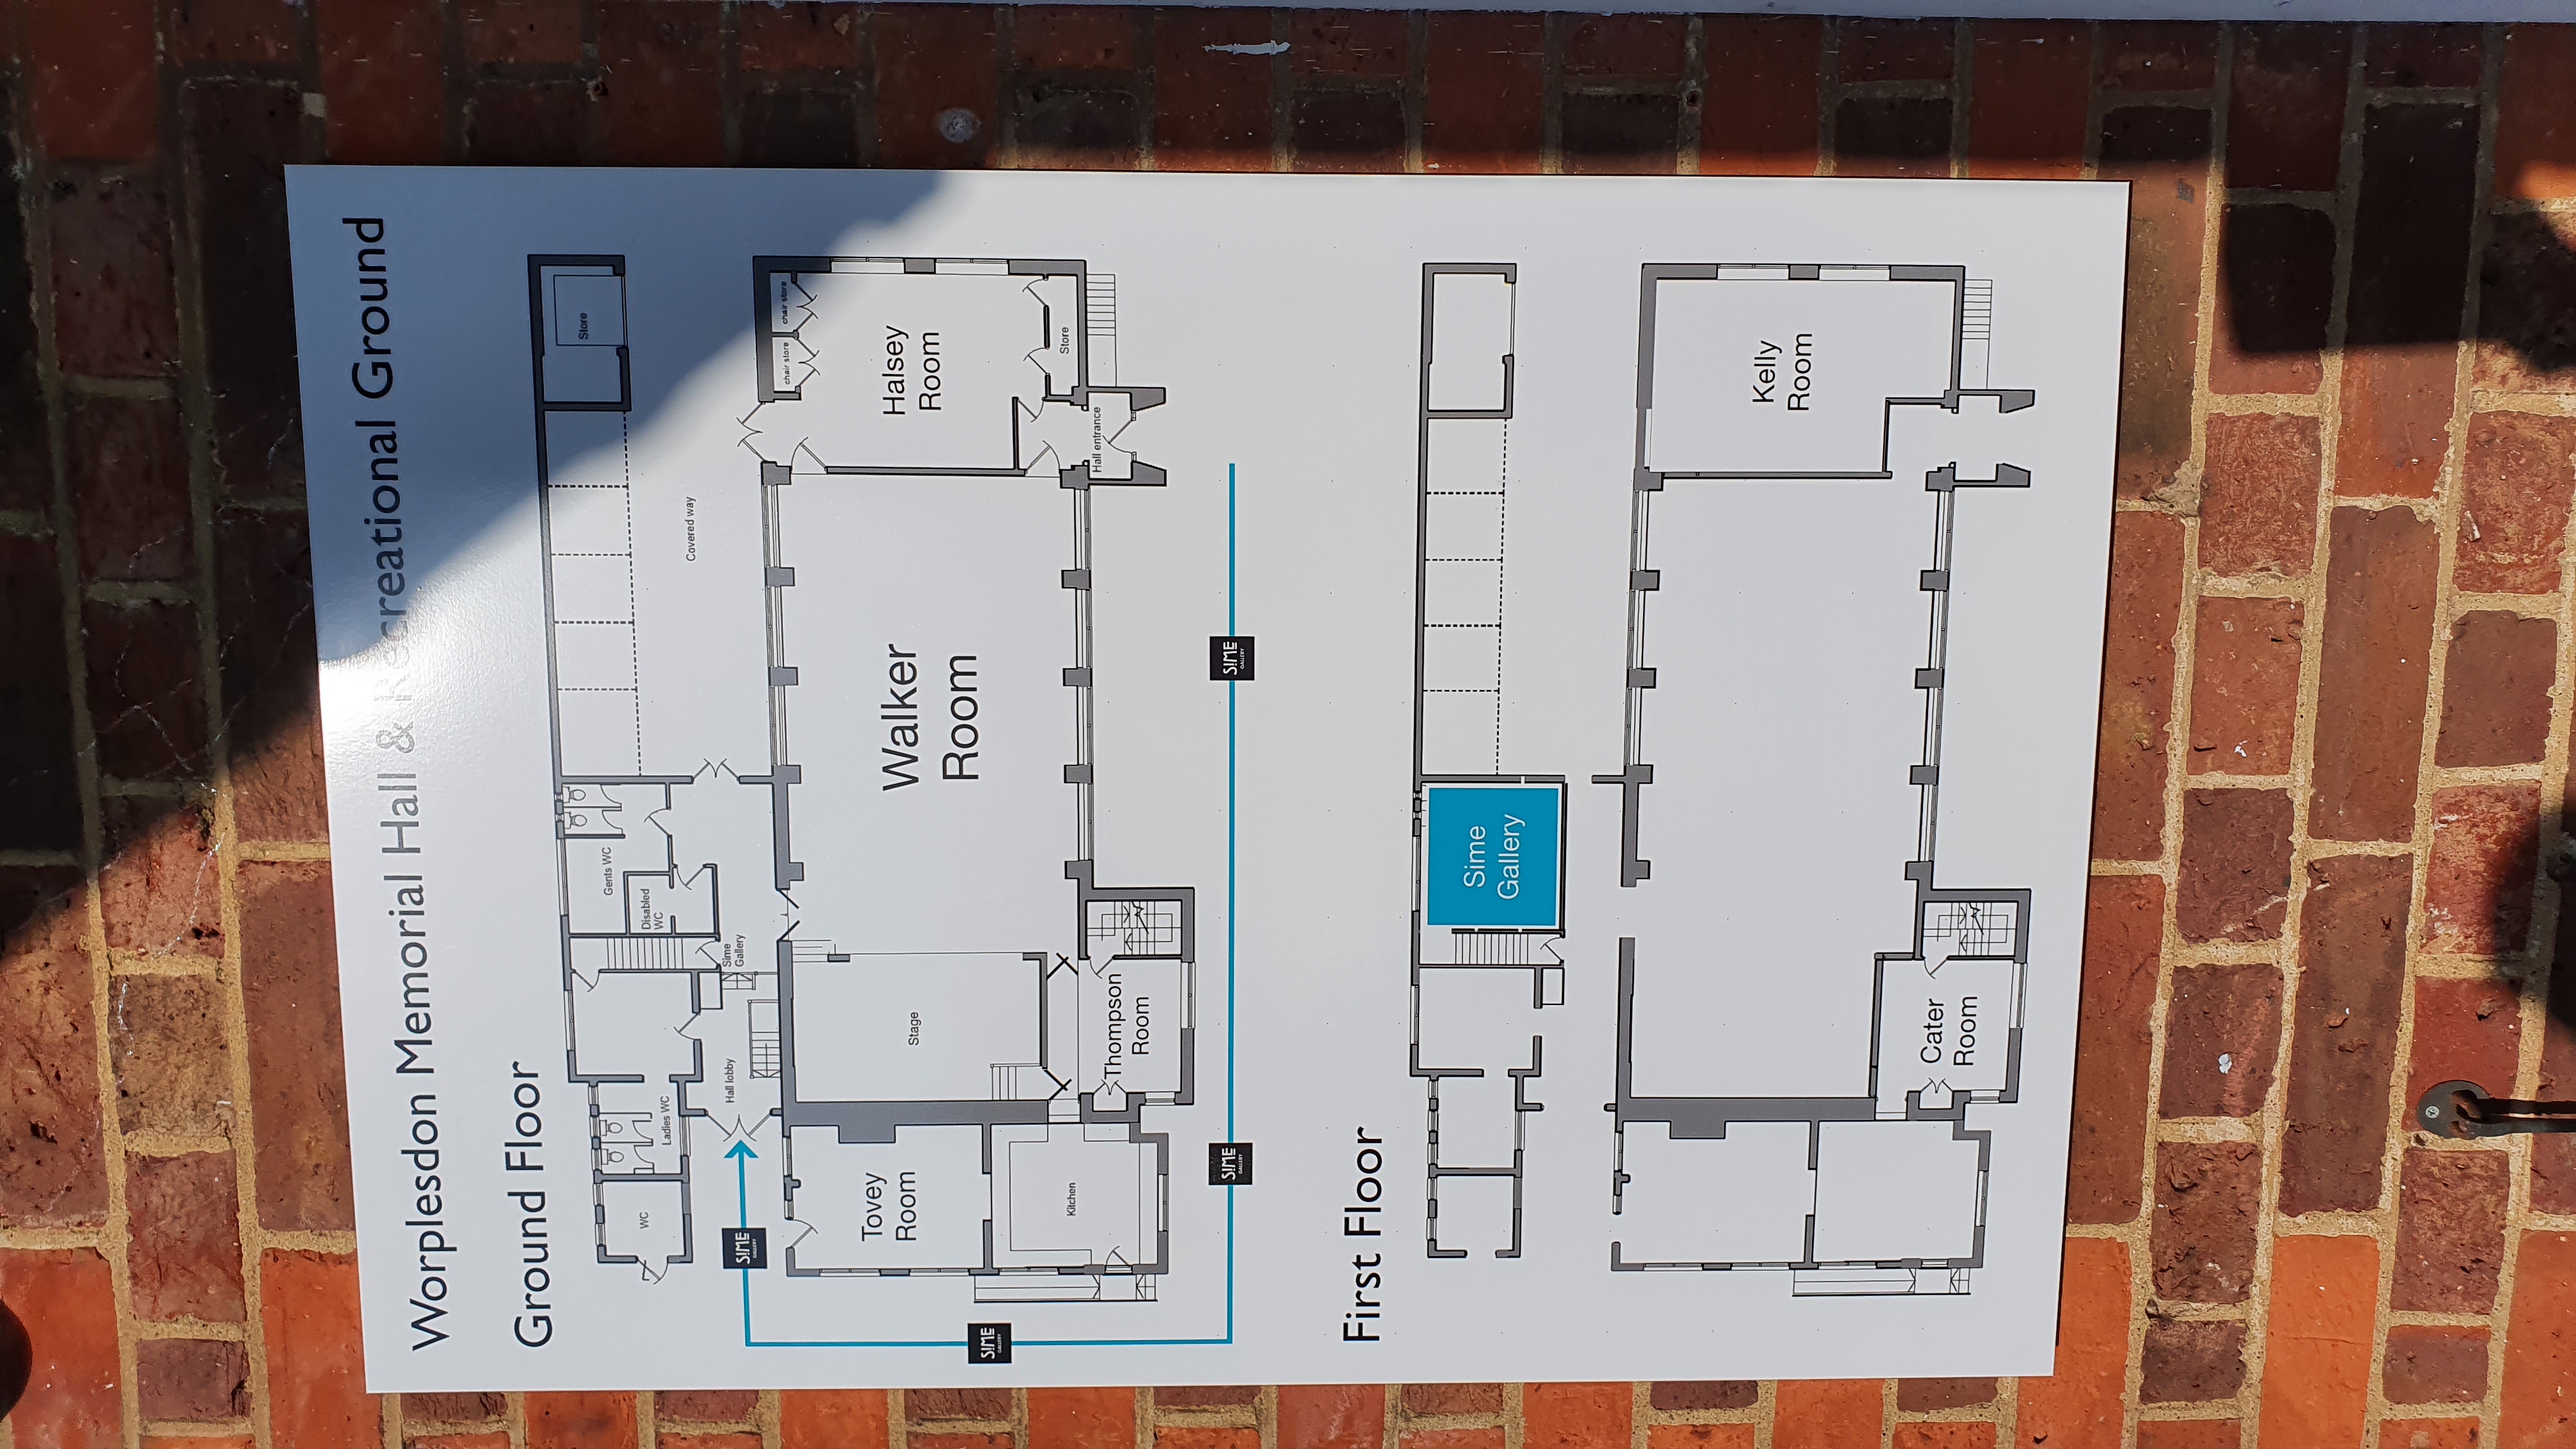 Worplesdon Memorial Hall & Recreational Ground
Ground Floor
Store
Gents WC
WC
Ladies WC
Disabled
WC
Covered way
Hall lobby
Sime
Gallery
SIME
GALLERY
chair store
chair store
Tovey
Room
Stage
Walker
Room
Halsey
Room
SIME
GALLERY
Kitchen
Thompson
Room
Store
Hall entrance
SIME
GALLERY
SIME
GALLERY
First Floor
Sime
Gallery
Kelly
Room
Cater
Room